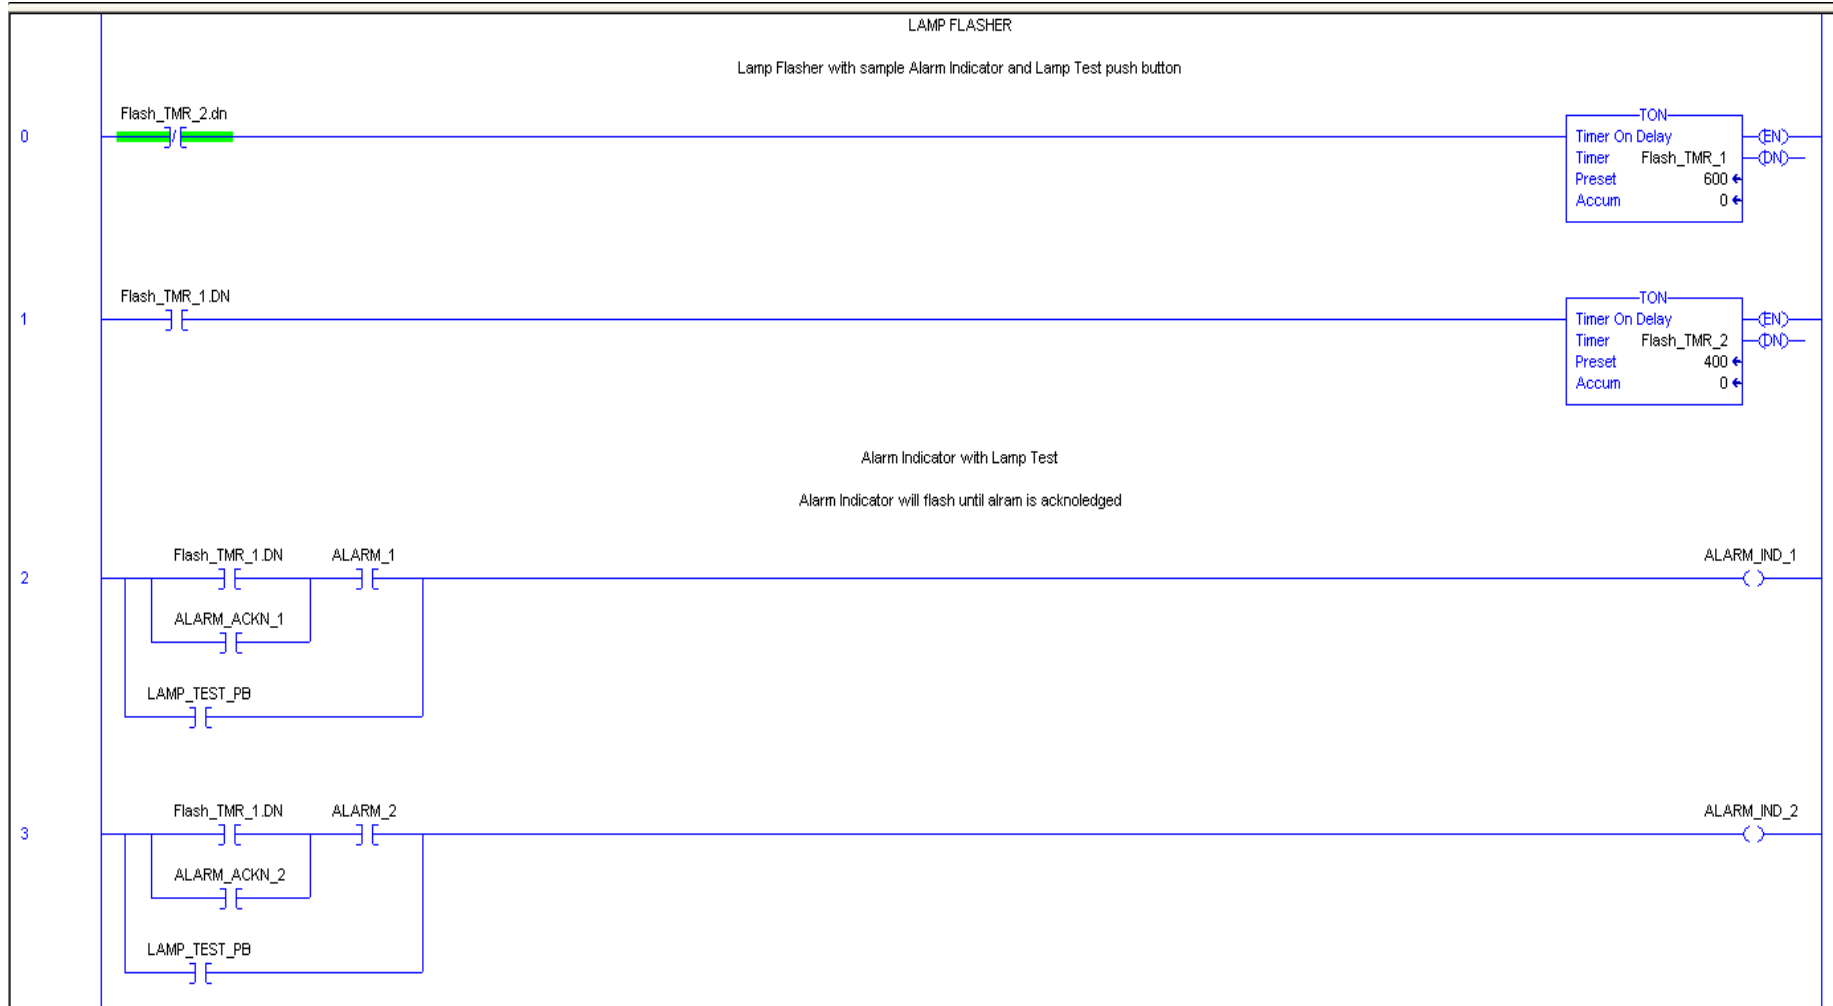 LAMP FLASHER
Lamp Flasher with sample Alarm Indicator and Lamp Test push button
Flash_TMR_2.dn
0
TON
Timer On Delay
Timer Flash_TMR_1
Preset 600
Accum 0
EN
DN
Flash_TMR_1.DN
1
TON
Timer On Delay
Timer Flash_TMR_2
Preset 400
Accum 0
EN
DN
Alarm Indicator with Lamp Test
Alarm Indicator will flash until alram is acknoledged
Flash_TMR_1.DN ALARM_1 ALARM_IND_1
2
ALARM_ACKN_1
LAMP_TEST_PB
Flash_TMR_1.DN ALARM_2 ALARM_IND_2
3
ALARM_ACKN_2
LAMP_TEST_PB